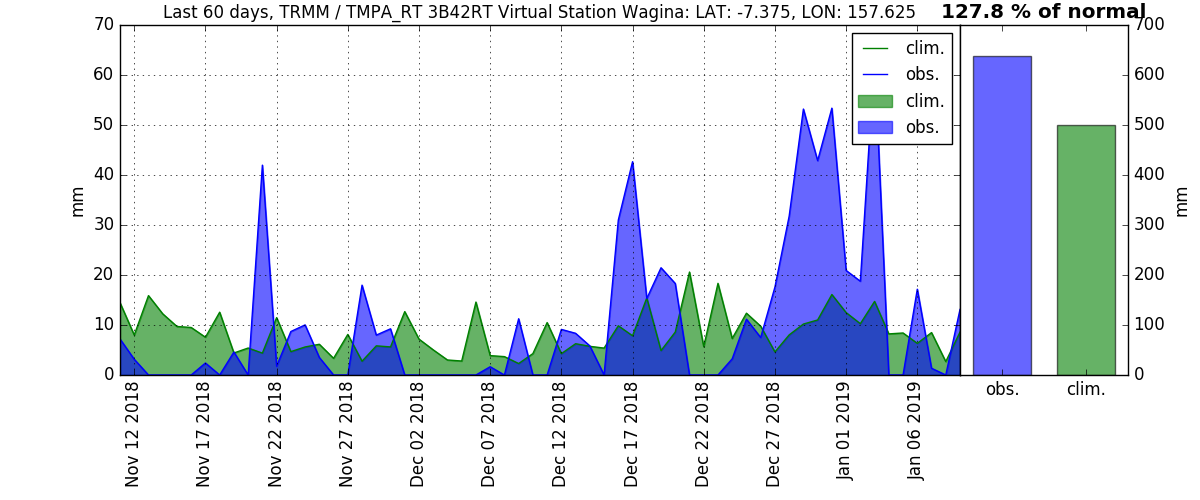 Last 60 days, TRMM / TMPA_RT 3B42RT Virtual Station Wagina: LAT: -7.375, LON: 157.625
127.8 % of normal
70
60
50
40
30
20
10
0
mm
clim.
obs.
clim.
obs.
Nov 12 2018
Nov 17 2018
Nov 22 2018
Nov 27 2018
Dec 02 2018
Dec 07 2018
Dec 12 2018
Dec 17 2018
Dec 22 2018
Dec 27 2018
Jan 01 2019
Jan 06 2019
700
600
500
400
300
200
100
0
mm
obs.
clim.